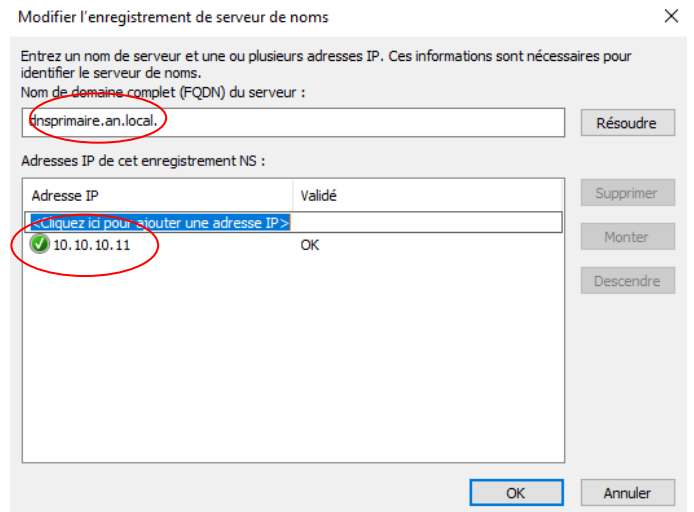 Modifier l'enregistrement de serveur de noms
Entrez un nom de serveur et une ou plusieurs adresses IP. Ces informations sont nécessaires pour
identifier le serveur de noms.
Nom de domaine complet (FQDN) du serveur :
dnsprimaire.an.local.
Résoudre
Adresses IP de cet enregistrement NS :
Adresse IP Validé
<Cliquez ici pour ajouter une adresse IP>
10.10.10.11 OK
Supprimer
Monter
Descendre
OK Annuler